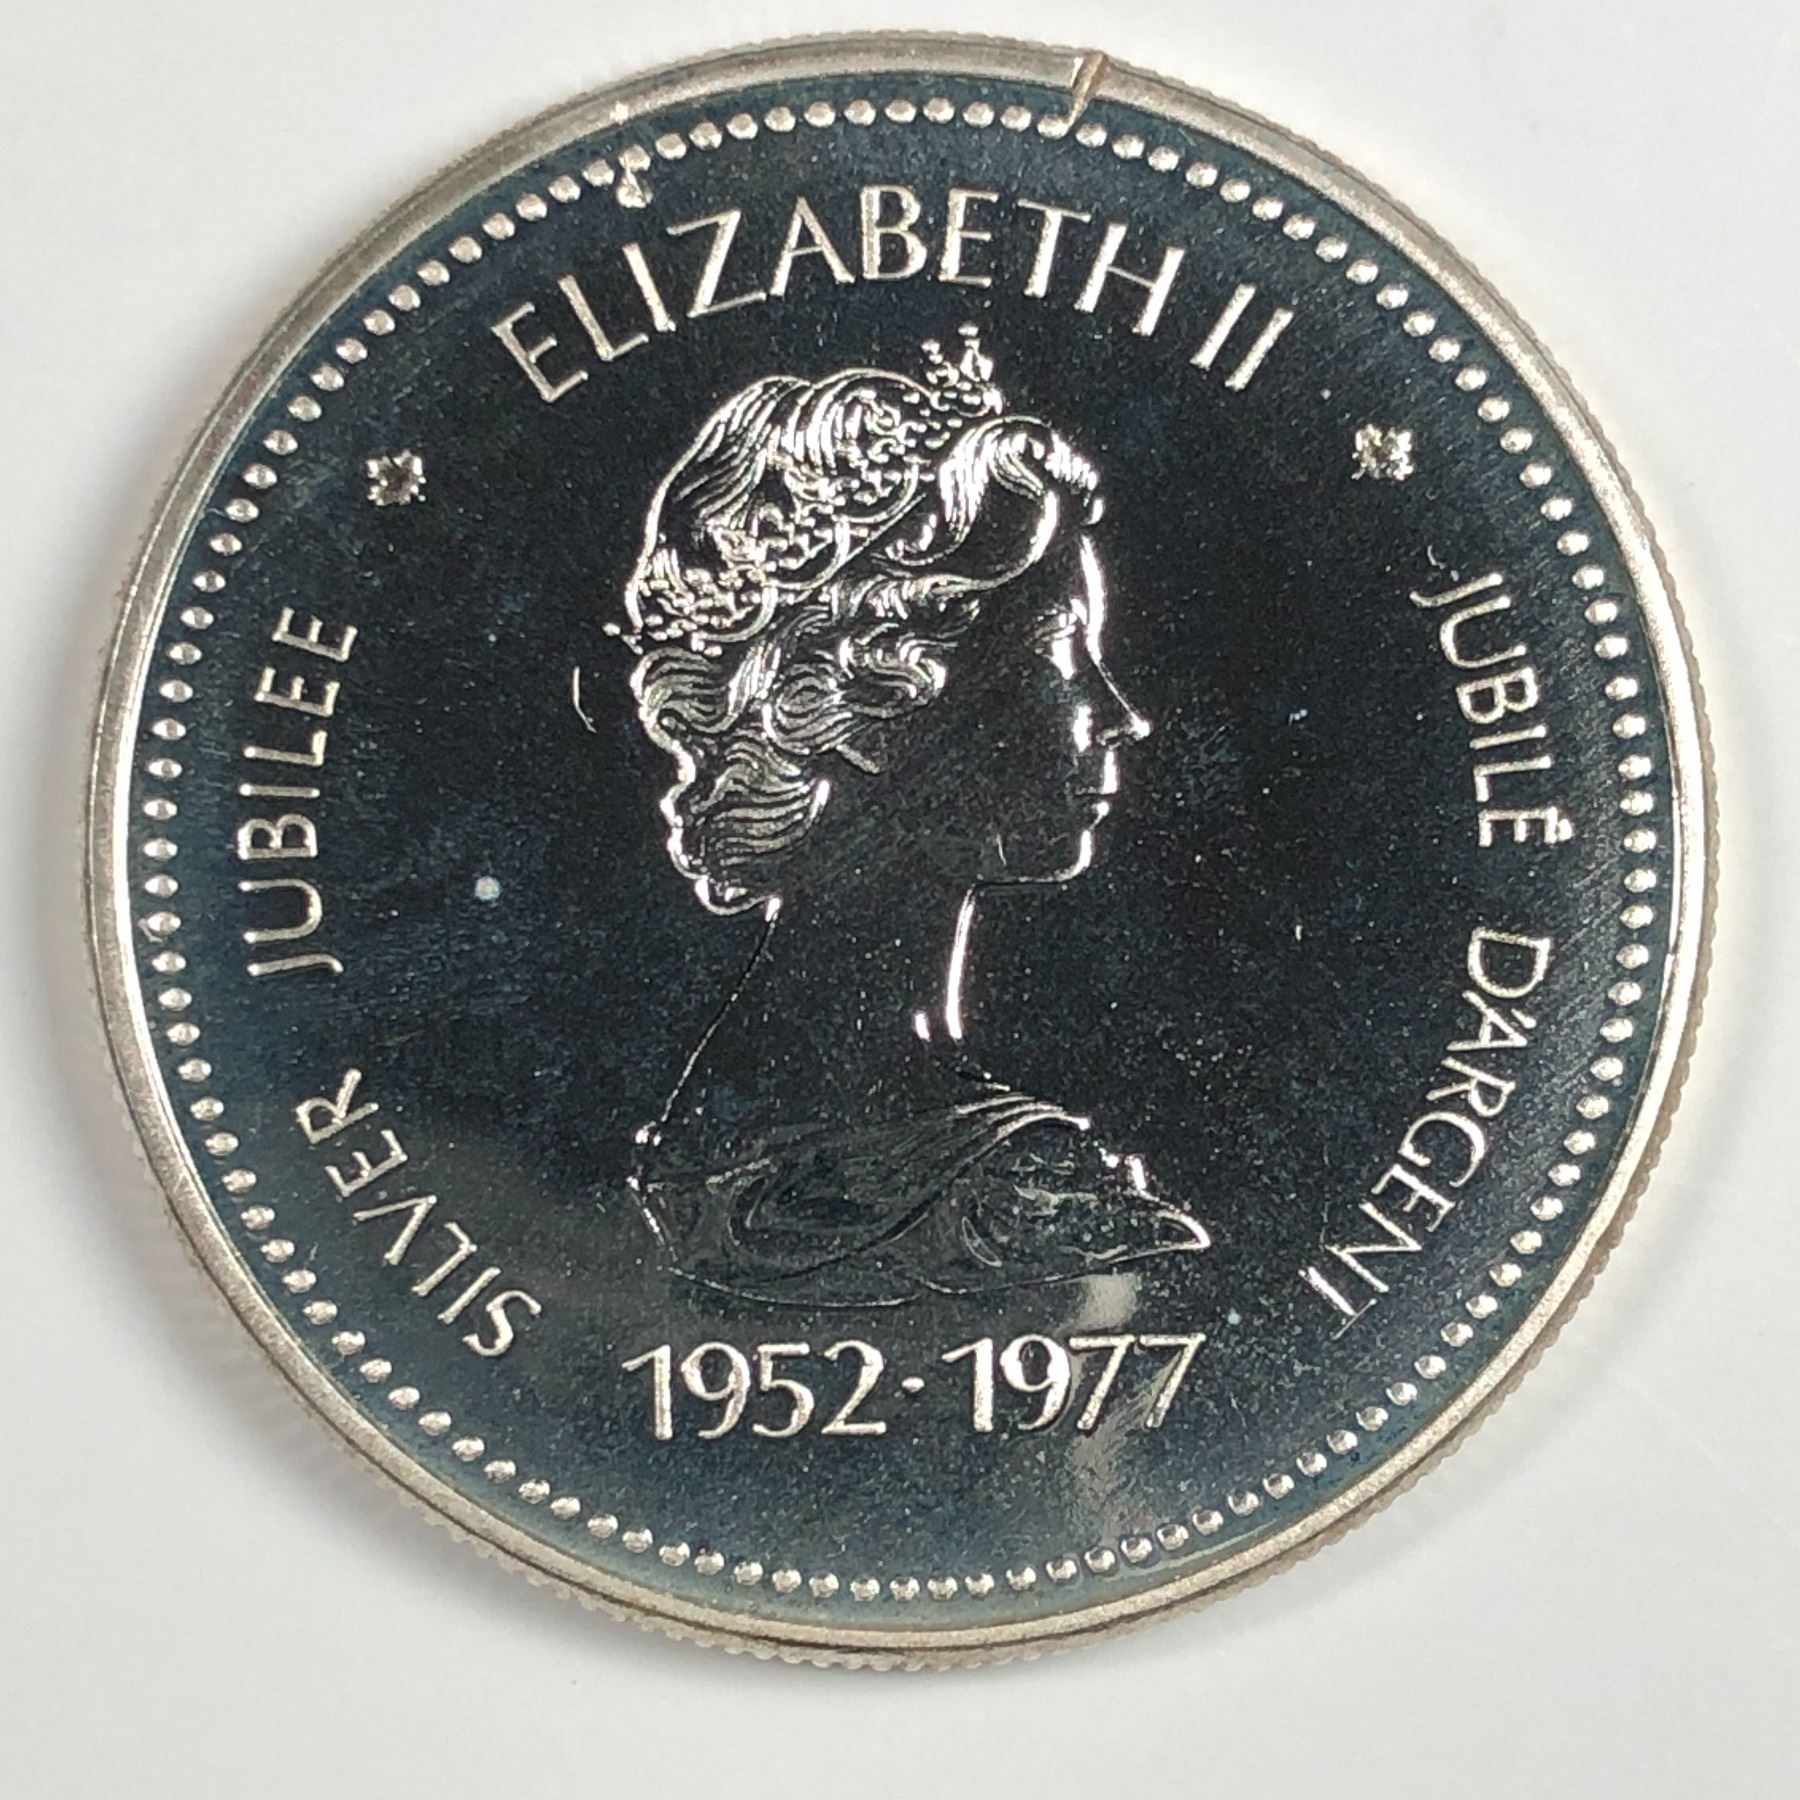 ELIZABETH II
SILVER JUBILEE
JUBILÉ D'ARGENT
1952·1977